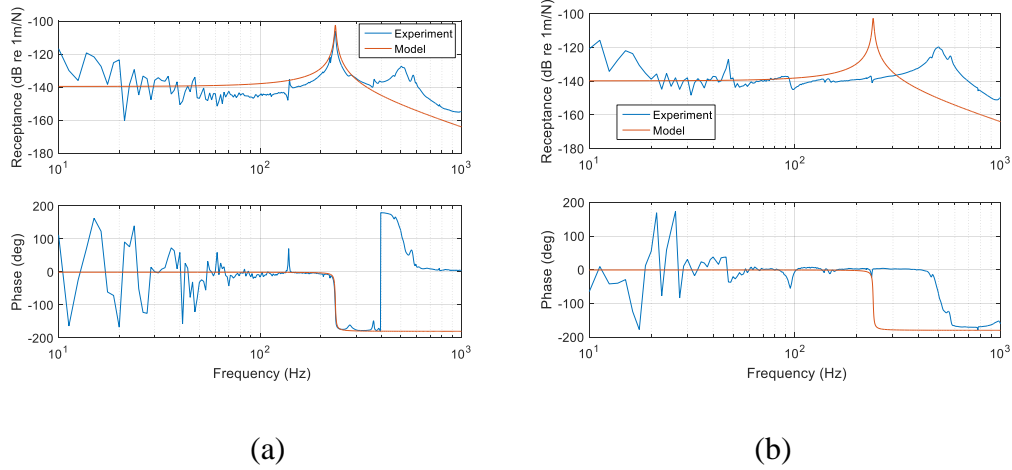 -100
-120
-140
-160
-180
Receptance (dB re 1m/N)
Experiment
Model
10^1
10^2
10^3
200
100
0
-100
-200
Phase (deg)
10^1
10^2
10^3
Frequency (Hz)
(a)
-100
-120
-140
-160
-180
Receptance (dB re 1m/N)
Experiment
Model
10^1
10^2
10^3
200
100
0
-100
-200
Phase (deg)
10^1
10^2
10^3
Frequency (Hz)
(b)